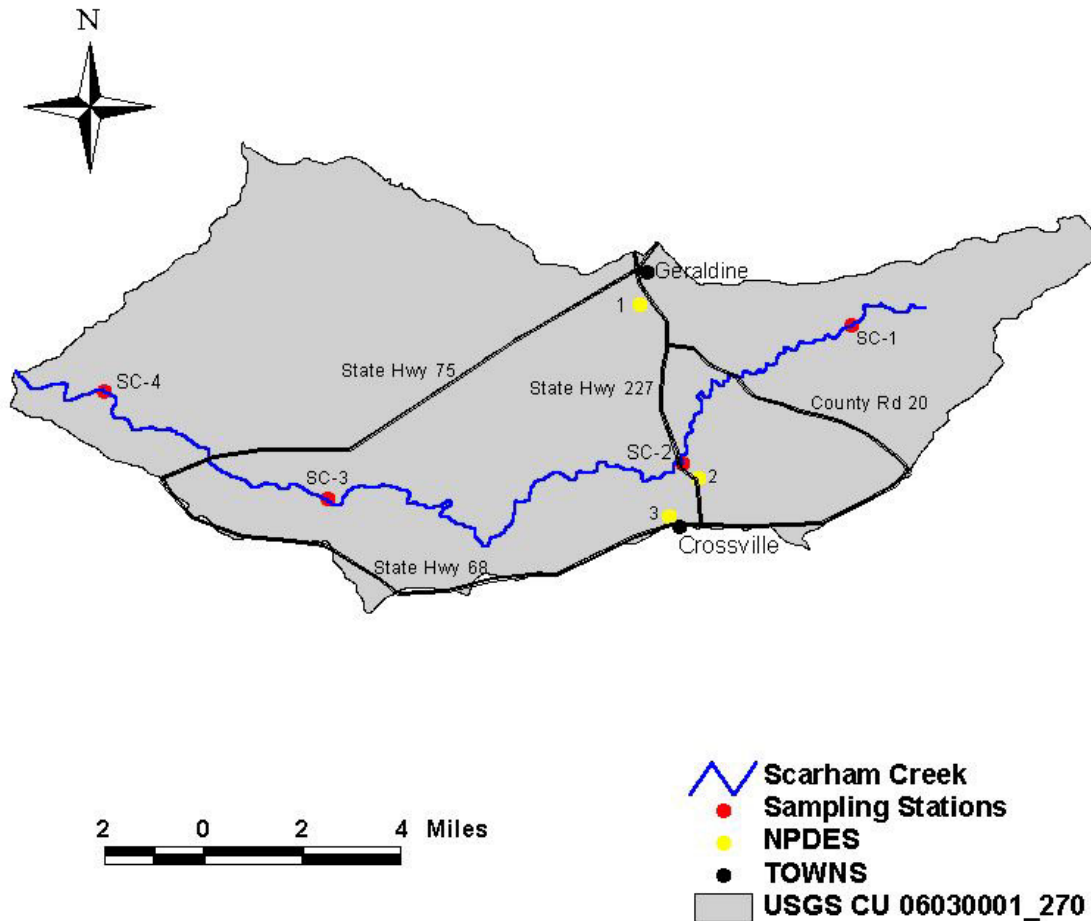 N
Geraldine
1
SC-1
State Hwy 75
SC-4
State Hwy 227
County Rd 20
SC-2
2
SC-3
3
Crossville
State Hwy 68
2 0 2 4 Miles
Scarham Creek
Sampling Stations
NPDES
TOWNS
USGS CU 06030001_270